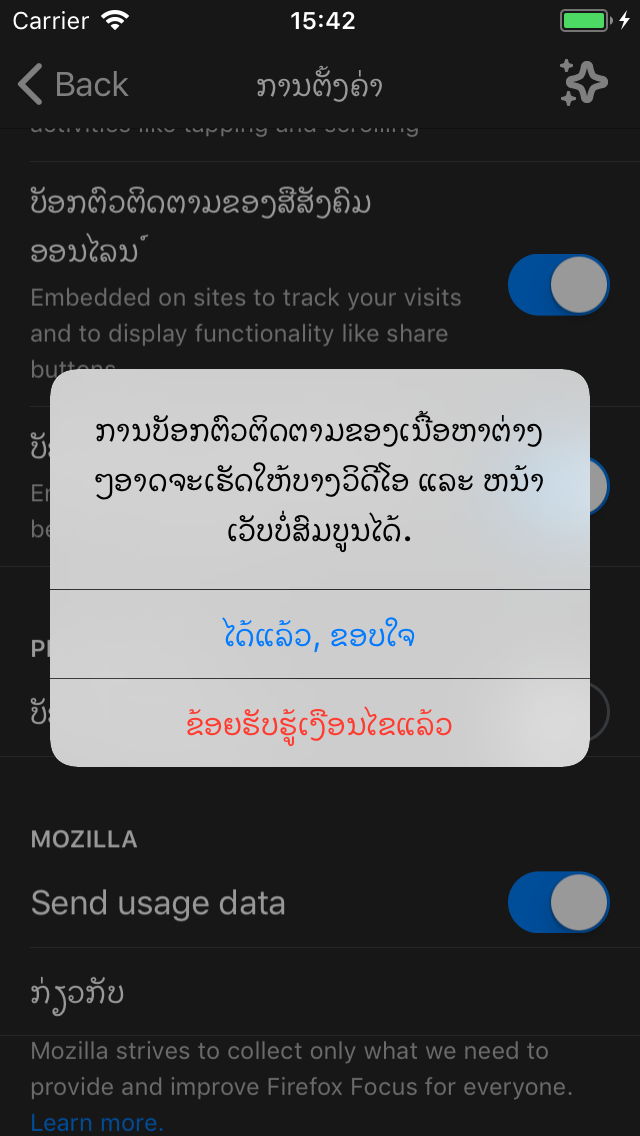 Carrier
15:42
Back
ການຕັ້ງຄ່າ
activities like tapping and scrolling
ບັອກຕົວຕິດຕາມຂອງສື່ສັງຄົມ
ອອນໄລນ໌
Embedded on sites to track your visits
and to display functionality like share
buttons
ການບັອກຕົວຕິດຕາມຂອງເນື້ອຫາຕ່າງ
ໆອາດຈະເຮັດໃຫ້ບາງວິດີໂອ ແລະ ຫນ້າ
ເວັບບໍ່ສົມບູນໄດ້.
ໄດ້ແລ້ວ, ຂອບໃຈ
ຂ້ອຍຮັບຮູ້ເງື່ອນໄຂແລ້ວ
MOZILLA
Send usage data
ກ່ຽວກັບ
Mozilla strives to collect only what we need to
provide and improve Firefox Focus for everyone.
Learn more.